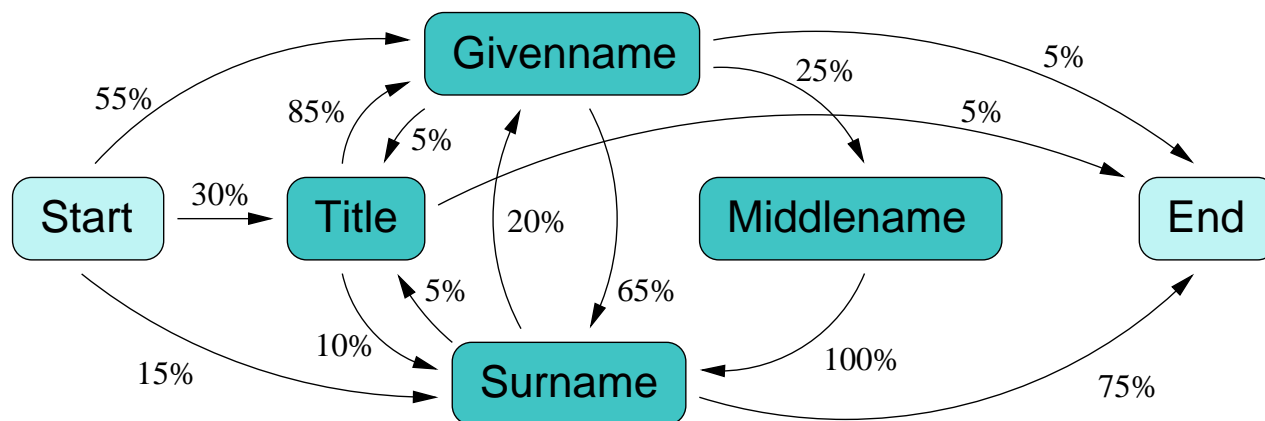 Givenname
5%
25%
55%
85%
5%
5%
30%
Start
Title
20%
Middlename
End
5%
65%
10%
15%
Surname
100%
75%